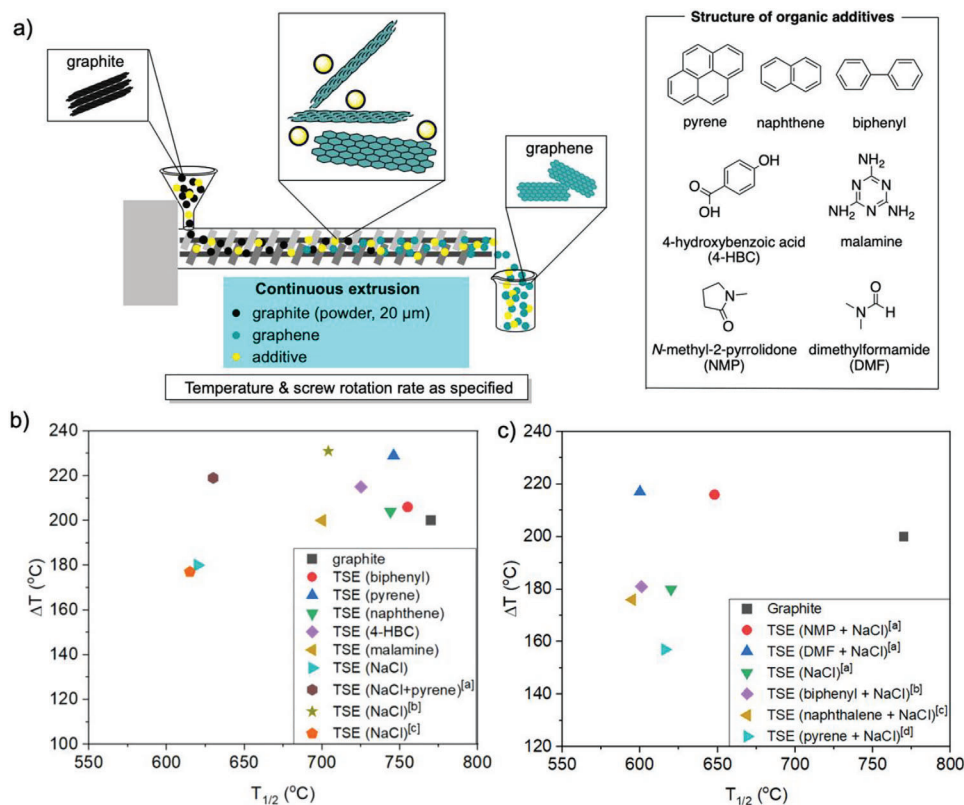 a)
graphite
graphene
Continuous extrusion
graphite (powder, 20 μm)
graphene
additive
Temperature & screw rotation rate as specified
Structure of organic additives
pyrene naphthene biphenyl
OH
O
OH
4-hydroxybenzoic acid
(4-HBC)
NH2
N N
NH2 N NH2
malamine
N
O
N-methyl-2-pyrrolidone
(NMP)
O
N H
dimethylformamide
(DMF)
b)
240
220
200
180
160
140
120
100
ΔT (°C)
550 600 650 700 750 800
T1/2 (°C)
graphite
TSE (biphenyl)
TSE (pyrene)
TSE (naphthene)
TSE (4-HBC)
TSE (malamine)
TSE (NaCl)
TSE (NaCl+pyrene)[a]
TSE (NaCl)[b]
TSE (NaCl)[c]
c)
240
220
200
180
160
140
120
ΔT (°C)
550 600 650 700 750 800
T1/2 (°C)
Graphite
TSE (NMP + NaCl)[a]
TSE (DMF + NaCl)[a]
TSE (NaCl)[a]
TSE (biphenyl + NaCl)[b]
TSE (naphthalene + NaCl)[c]
TSE (pyrene + NaCl)[d]